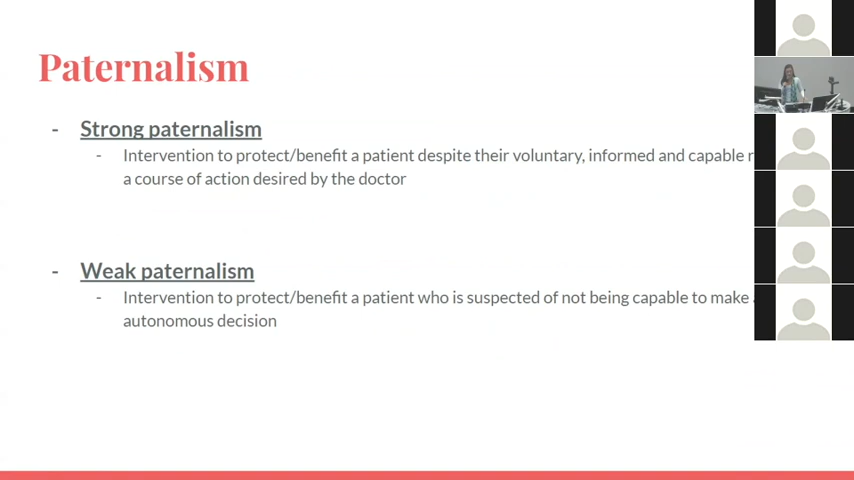 Paternalism
- Strong paternalism
- Intervention to protect/benefit a patient despite their voluntary, informed and capable
a course of action desired by the doctor
- Weak paternalism
- Intervention to protect/benefit a patient who is suspected of not being capable to make
autonomous decision